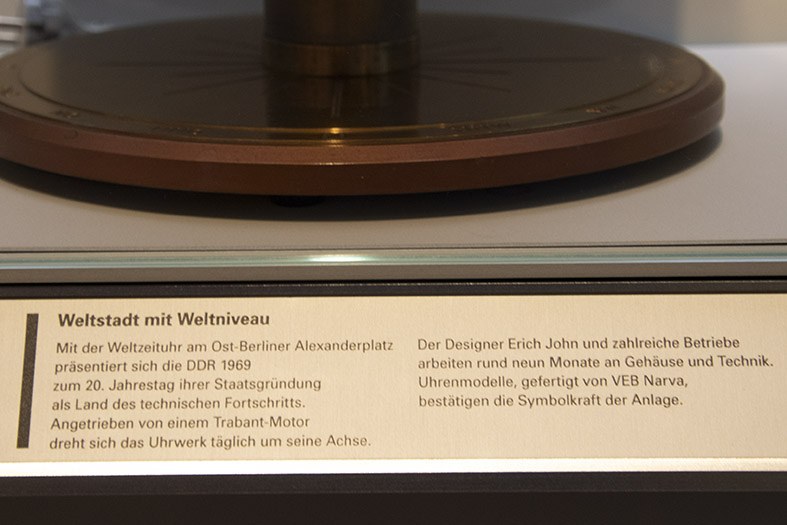 Weltstadt mit Weltniveau
Mit der Weltzeituhr am Ost-Berliner Alexanderplatz
präsentiert sich die DDR 1969
zum 20. Jahrestag ihrer Staatsgründung
als Land des technischen Fortschritts.
Angetrieben von einem Trabant-Motor
dreht sich das Uhrwerk täglich um seine Achse.
Der Designer Erich John und zahlreiche Betriebe
arbeiten rund neun Monate an Gehäuse und Technik.
Uhrenmodelle, gefertigt von VEB Narva,
bestätigen die Symbolkraft der Anlage.